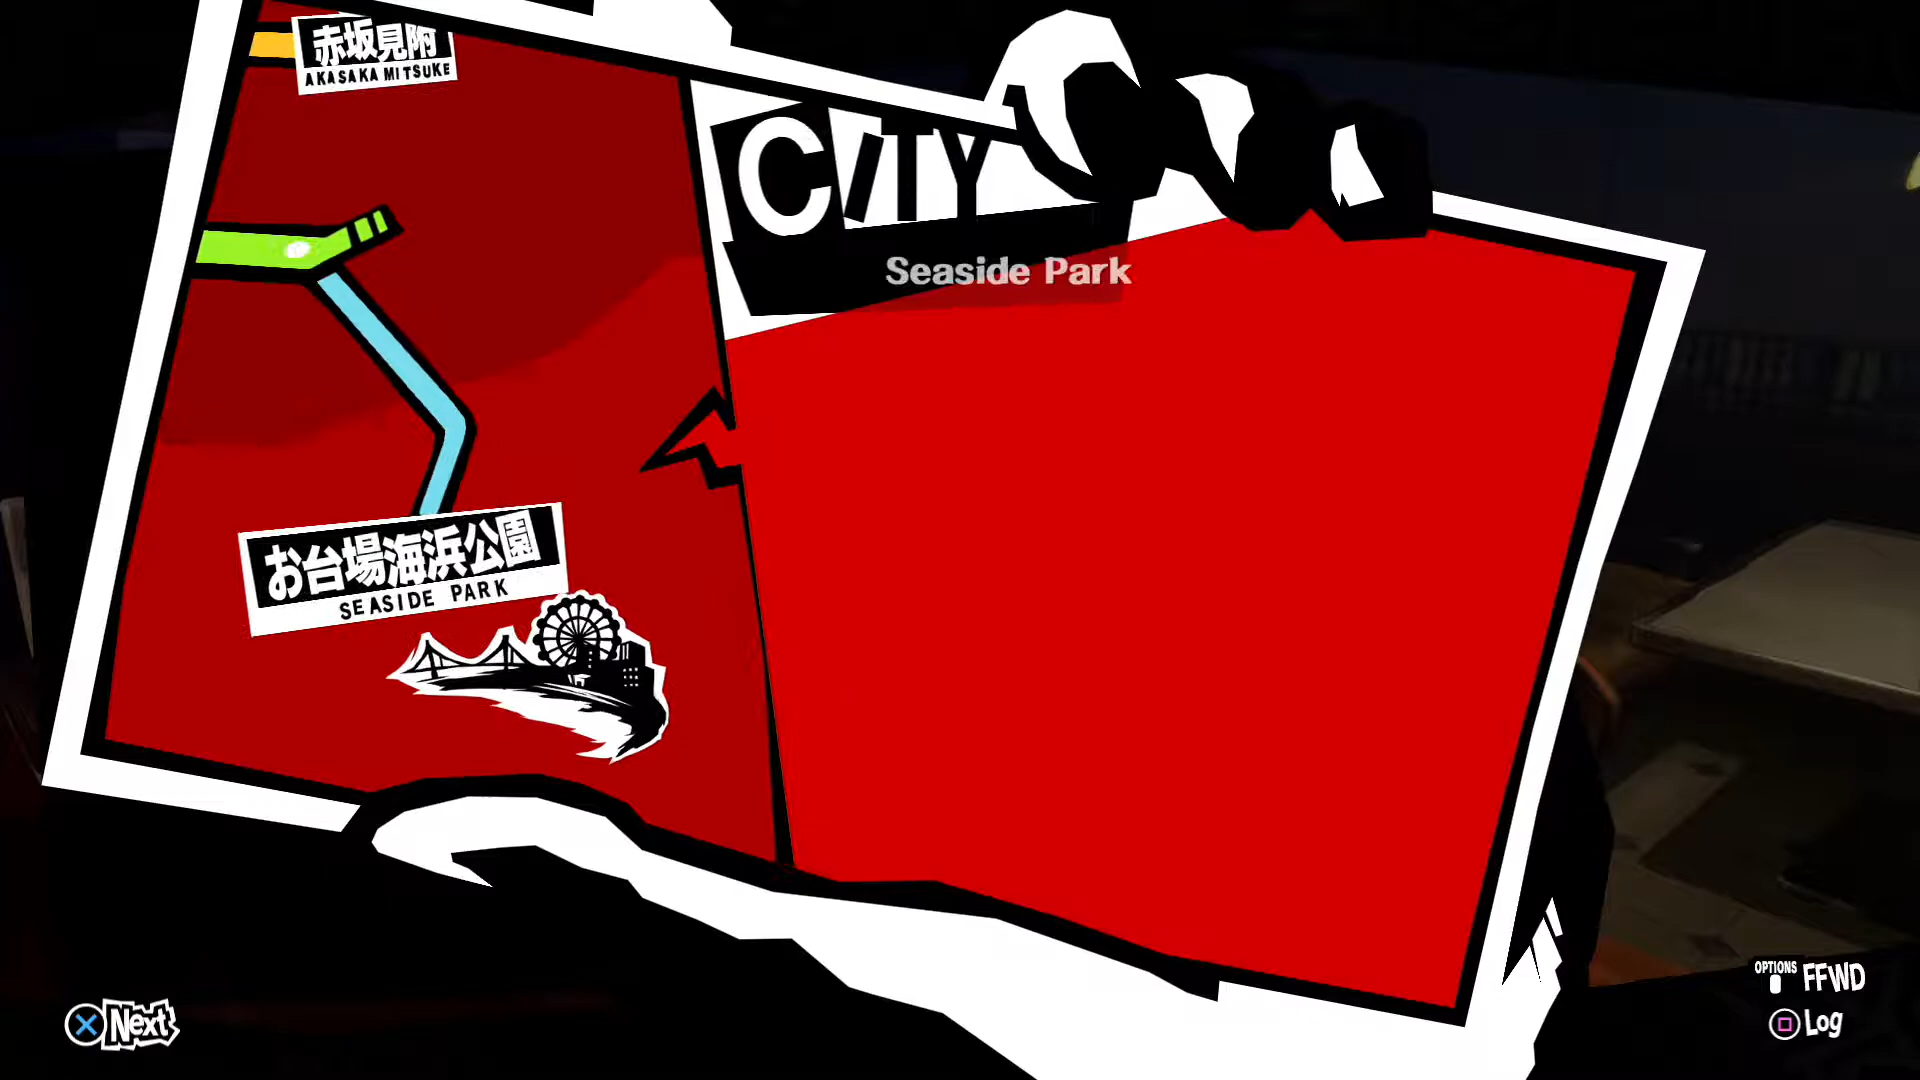 赤坂見附
AKASAKA MITSUKE
CITY
Seaside Park
お台場海浜公園
SEASIDE PARK
Next
OPTIONS FFWD
Log